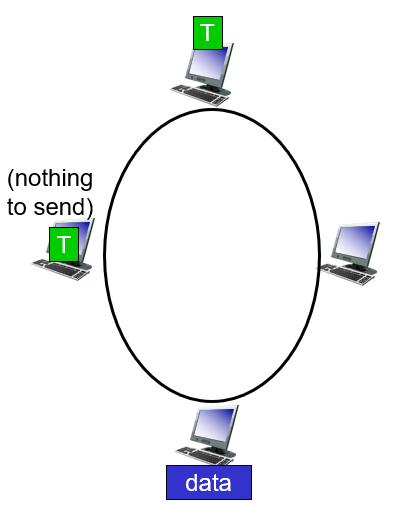 T
(nothing
to send)
T
data